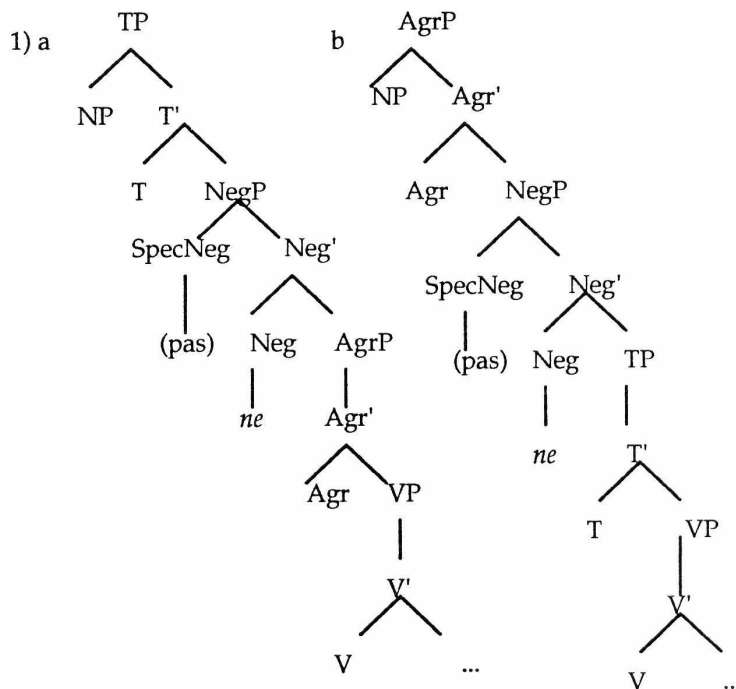 1) a TP b AgrP
NP T' NP Agr'
T NegP Agr NegP
SpecNeg Neg' SpecNeg Neg'
(pas) Neg AgrP (pas) Neg TP
ne Agr' ne T'
Agr VP T VP
V' V'
V ... V ..